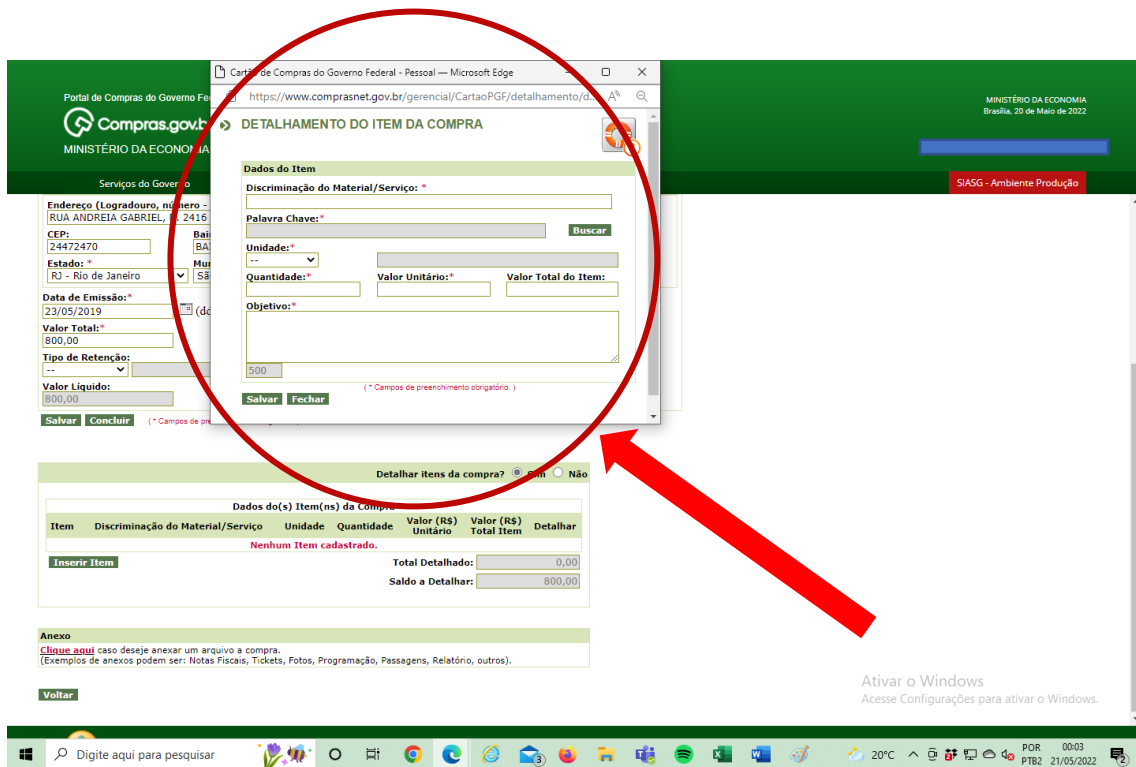 Cartão de Compras do Governo Federal - Pessoal — Microsoft Edge
https://www.comprasnet.gov.br/gerencial/CartaoPGF/detalhamento/d...
Portal de Compras do Governo Fe
Compras.gov.b
MINISTÉRIO DA ECONOMIA
MINISTÉRIO DA ECONOMIA
Brasília, 20 de Maio de 2022
Serviços do Governo
SIASG - Ambiente Produção
DETALHAMENTO DO ITEM DA COMPRA
Dados do Item
Discriminação do Material/Serviço: *
Palavra Chave:*
Buscar
Unidade:*
--
Quantidade:* Valor Unitário:* Valor Total do Item:
Objetivo:*
500
( * Campos de preenchimento obrigatório. )
Salvar Fechar
Endereço (Logradouro, número -
RUA ANDREIA GABRIEL, 2416
CEP: Bai
24472470 BA
Estado: * Mu
RJ - Rio de Janeiro Sã
Data de Emissão:*
23/05/2019 (dd
Valor Total:*
800,00
Tipo de Retenção:
--
Valor Líquido:
800,00
Salvar Concluir ( * Campos de pre
Detalhar itens da compra? Sim Não
Dados do(s) Item(ns) da Compra
Item Discriminação do Material/Serviço Unidade Quantidade Valor (R$) Unitário Valor (R$) Total Item Detalhar
Nenhum Item cadastrado.
Inserir Item Total Detalhado: 0,00
Saldo a Detalhar: 800,00
Anexo
Clique aqui caso deseje anexar um arquivo a compra.
(Exemplos de anexos podem ser: Notas Fiscais, Tickets, Fotos, Programação, Passagens, Relatório, outros).
Voltar
Ativar o Windows
Acesse Configurações para ativar o Windows.
Digite aqui para pesquisar
20°C
POR 00:03
PTB2 21/05/2022